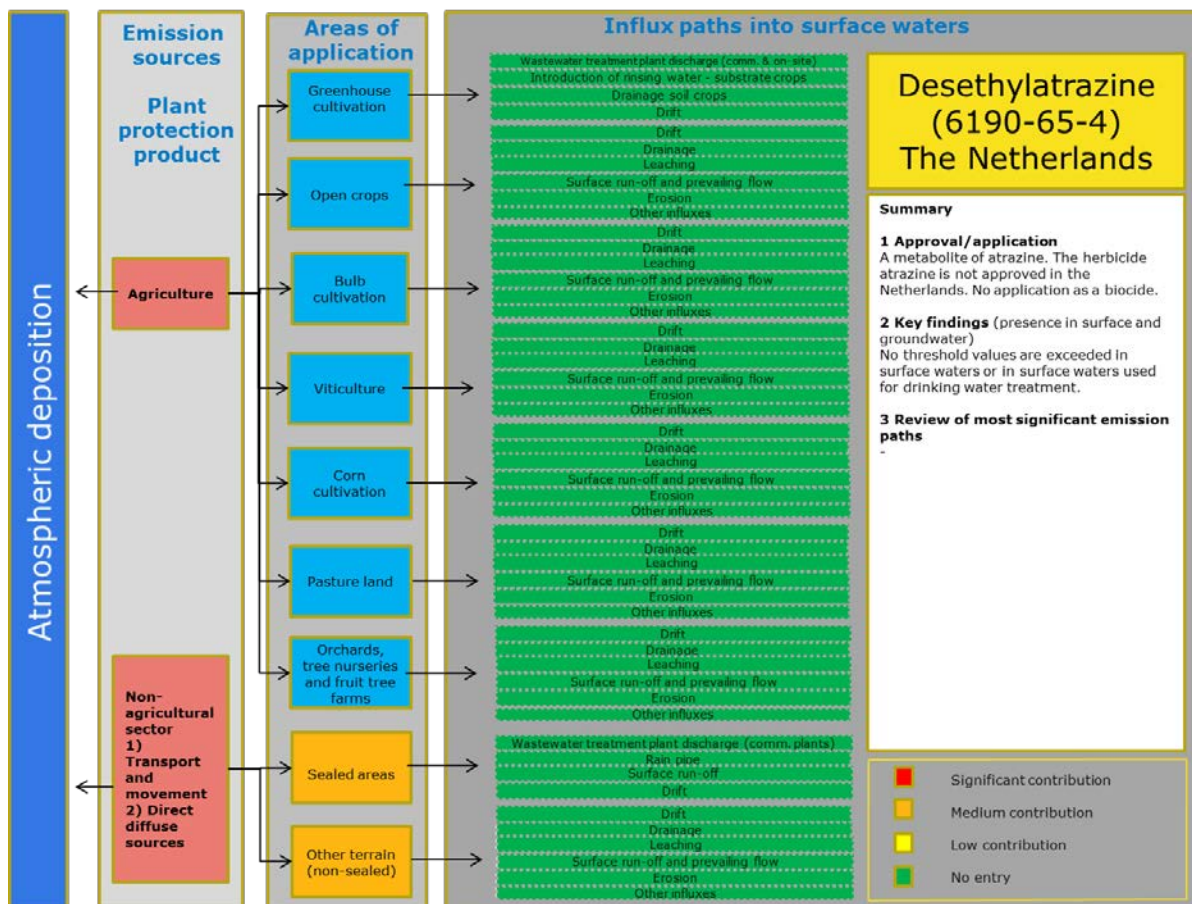 Atmospheric deposition
Emission
sources
Plant
protection
product
Agriculture
Non-
agricultural
sector
1)
Transport
and
movement
2) Direct
diffuse
sources
Areas of
application
Greenhouse
cultivation
Open crops
Bulb
cultivation
Viticulture
Corn
cultivation
Pasture land
Orchards,
tree nurseries
and fruit tree
farms
Sealed areas
Other terrain
(non-sealed)
Influx paths into surface waters
Wastewater treatment plant discharge (comm. & on-site)
Introduction of rinsing water - substrate crops
Drainage soil crops
Drift
Drift
Drainage
Leaching
Surface run-off and prevailing flow
Erosion
Other influxes
Drift
Drainage
Leaching
Surface run-off and prevailing flow
Erosion
Other influxes
Drift
Drainage
Leaching
Surface run-off and prevailing flow
Erosion
Other influxes
Drift
Drainage
Leaching
Surface run-off and prevailing flow
Erosion
Other influxes
Drift
Drainage
Leaching
Surface run-off and prevailing flow
Erosion
Other influxes
Drift
Drainage
Leaching
Surface run-off and prevailing flow
Erosion
Other influxes
Wastewater treatment plant discharge (comm. plants)
Rain pipe
Surface run-off
Drift
Drift
Drainage
Leaching
Surface run-off and prevailing flow
Erosion
Other influxes
Desethylatrazine
(6190-65-4)
The Netherlands
Summary
1 Approval/application
A metabolite of atrazine. The herbicide
atrazine is not approved in the
Netherlands. No application as a biocide.
2 Key findings (presence in surface and
groundwater)
No threshold values are exceeded in
surface waters or in surface waters used
for drinking water treatment.
3 Review of most significant emission
paths
-
Significant contribution
Medium contribution
Low contribution
No entry